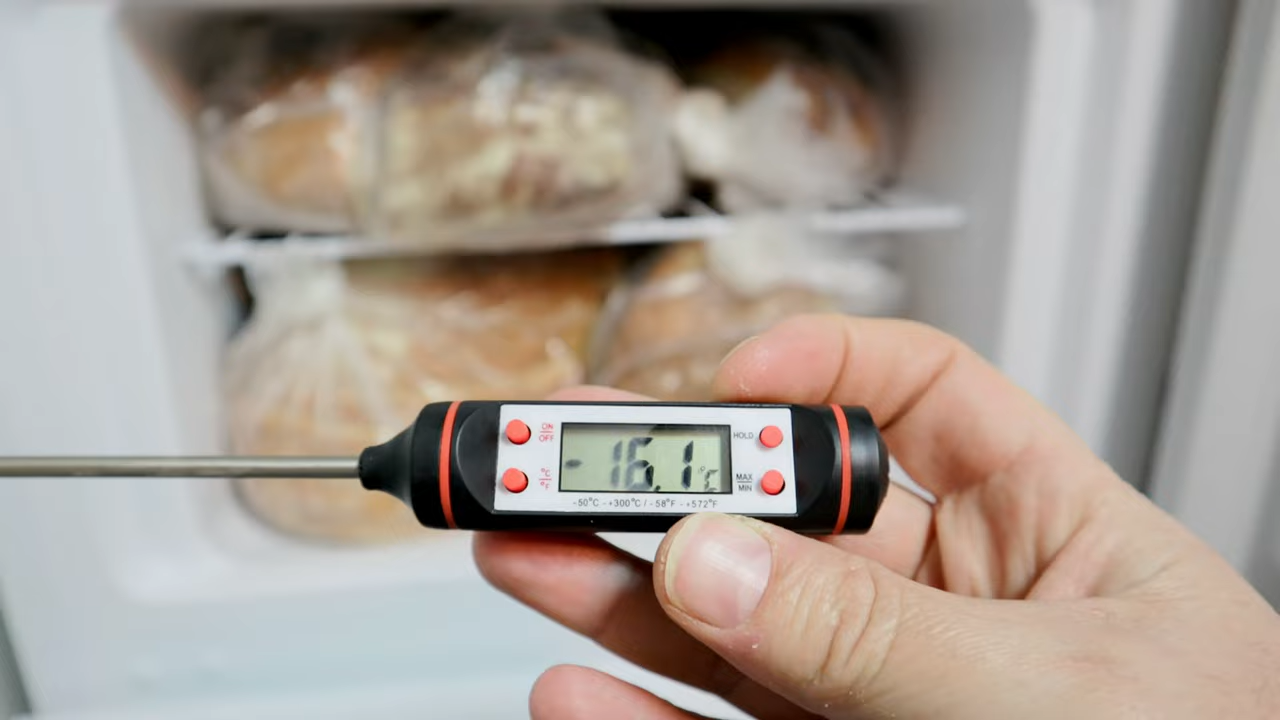 ON
OFF
°C
°F
-16.1°C
HOLD
MAX
MIN
-50°C -+300°C / -58°F -+572°F